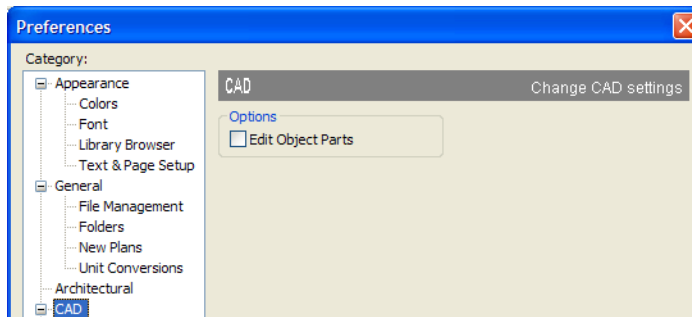 Preferences
Category:
Appearance
Colors
Font
Library Browser
Text & Page Setup
General
File Management
Folders
New Plans
Unit Conversions
Architectural
CAD
CAD Change CAD settings
Options
Edit Object Parts